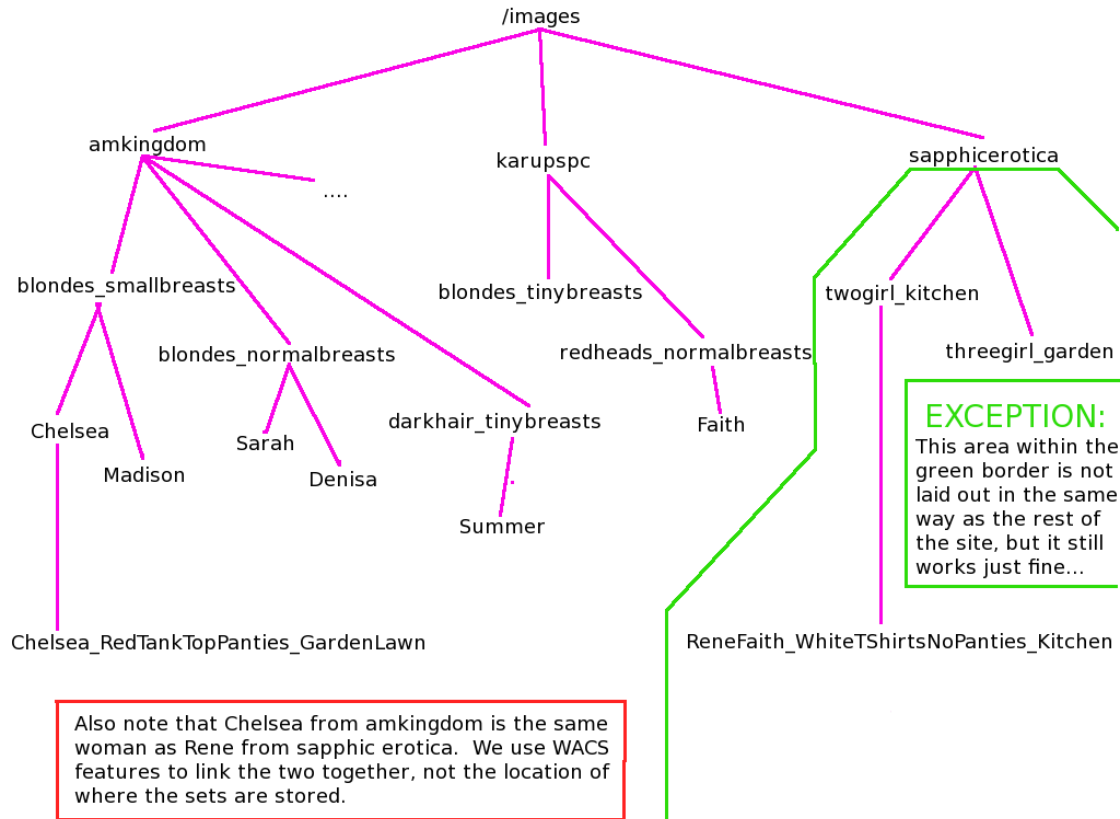 /images
amkingdom
karupspc
sapphicerotica
....
blondes_smallbreasts
blondes_tinybreasts
twogirl_kitchen
blondes_normalbreasts
redheads_normalbreasts
threegirl_garden
darkhair_tinybreasts
Chelsea
Sarah
Faith
Madison
Denisa
Summer
EXCEPTION:
This area within the
green border is not
laid out in the same
way as the rest of
the site, but it still
works just fine...
Chelsea_RedTankTopPanties_GardenLawn
ReneFaith_WhiteTShirtsNoPanties_Kitchen
Also note that Chelsea from amkingdom is the same
woman as Rene from sapphic erotica.  We use WACS
features to link the two together, not the location of
where the sets are stored.